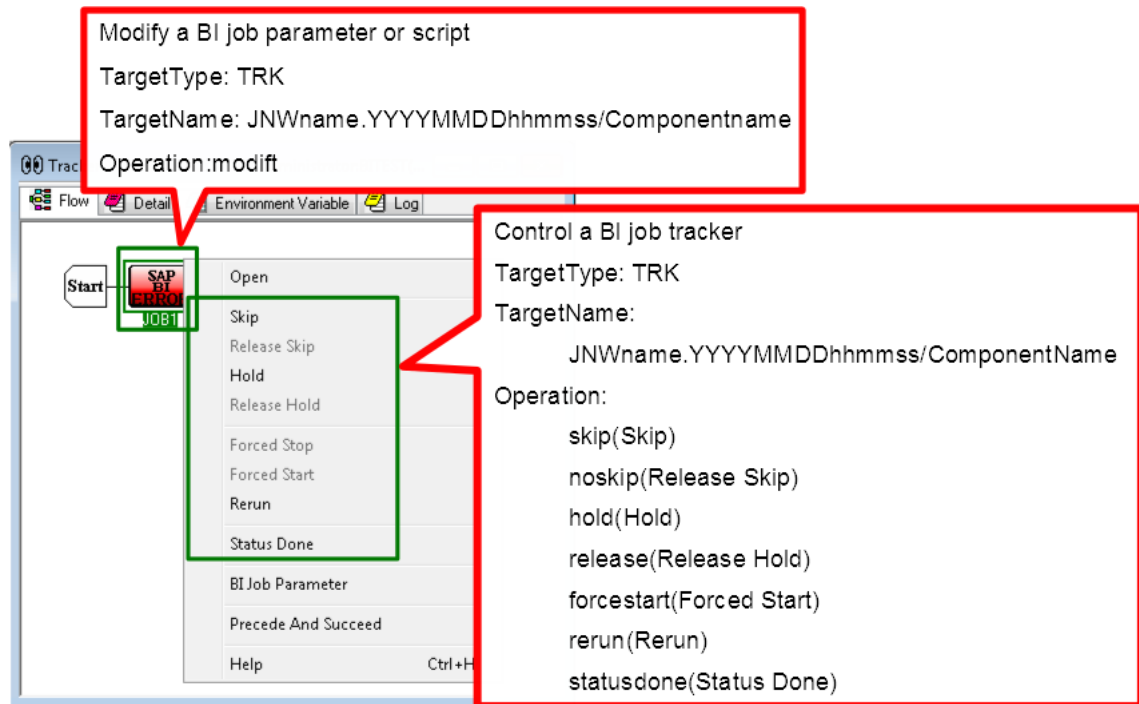 Modify a BI job parameter or script
TargetType: TRK
TargetName: JNWname.YYYYMMDDhhmmss/Componentname
Operation:modift
Trac
Flow Detail Environment Variable Log
Start
SAP
BI
ERROR
JOB1
Open
Skip
Release Skip
Hold
Release Hold
Forced Stop
Forced Start
Rerun
Status Done
BI Job Parameter
Precede And Succeed
Help Ctrl+H
Control a BI job tracker
TargetType: TRK
TargetName:
JNWname.YYYYMMDDhhmmss/ComponentName
Operation:
skip(Skip)
noskip(Release Skip)
hold(Hold)
release(Release Hold)
forcestart(Forced Start)
rerun(Rerun)
statusdone(Status Done)